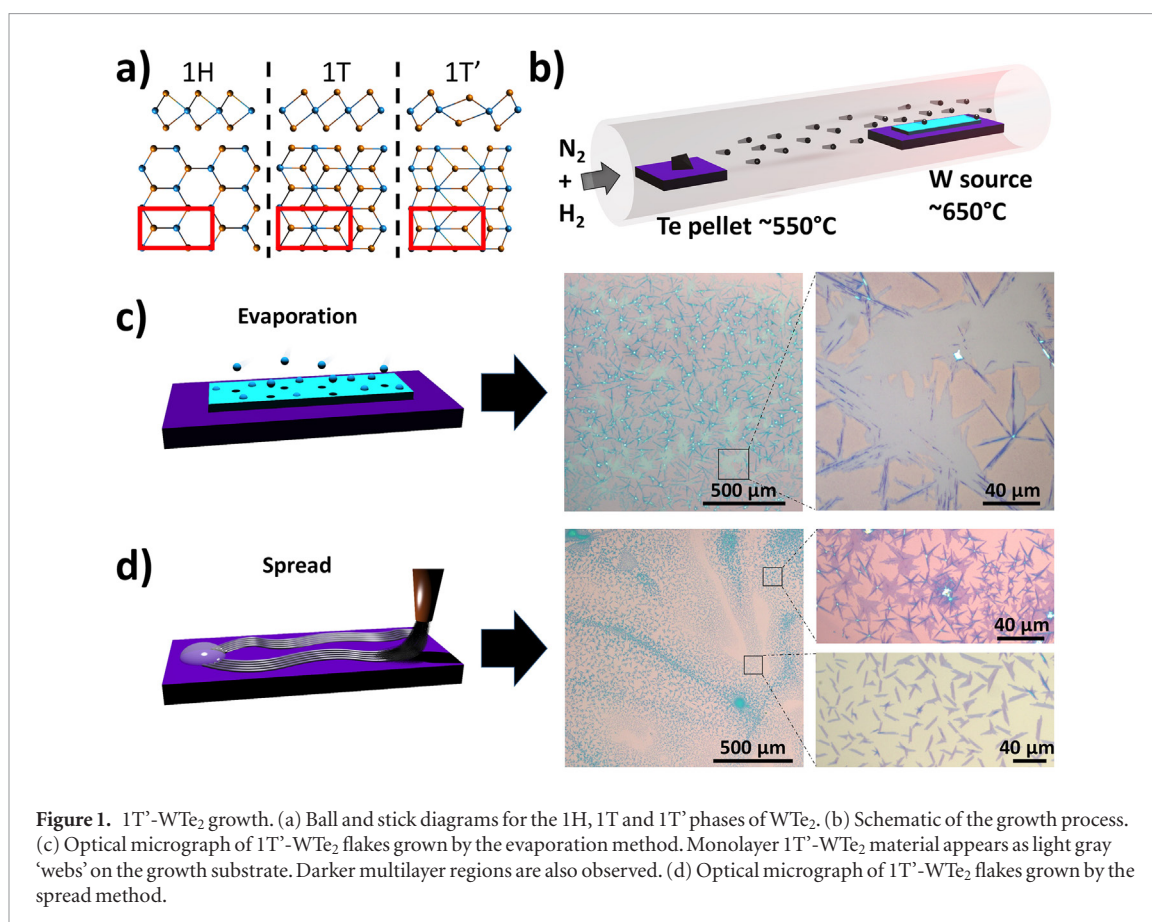 a)
1H
1T
1T’
b)
N2
+
H2
Te pellet ~550°C
W source
~650°C
c)
Evaporation
500 µm
40 µm
d)
Spread
500 µm
40 µm
40 µm
Figure 1. 1T’-WTe2 growth. (a) Ball and stick diagrams for the 1H, 1T and 1T’ phases of WTe2. (b) Schematic of the growth process.
(c) Optical micrograph of 1T’-WTe2 flakes grown by the evaporation method. Monolayer 1T’-WTe2 material appears as light gray
‘webs’ on the growth substrate. Darker multilayer regions are also observed. (d) Optical micrograph of 1T’-WTe2 flakes grown by the
spread method.